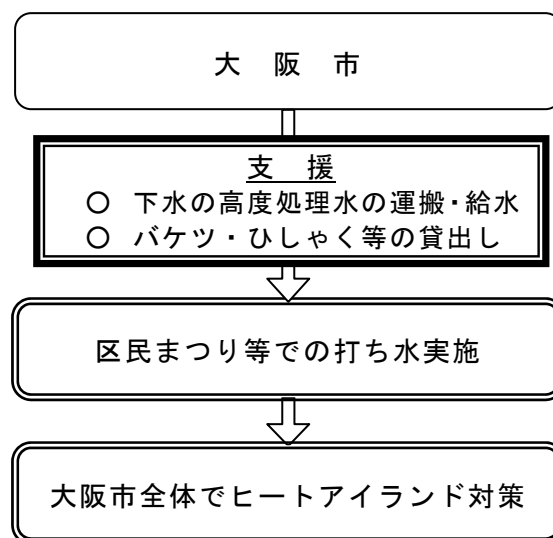 大　阪　市
支　援
○ 下水の高度処理水の運搬・給水
○ バケツ・ひしゃく等の貸出し
区民まつり等での打ち水実施
大阪市全体でヒートアイランド対策